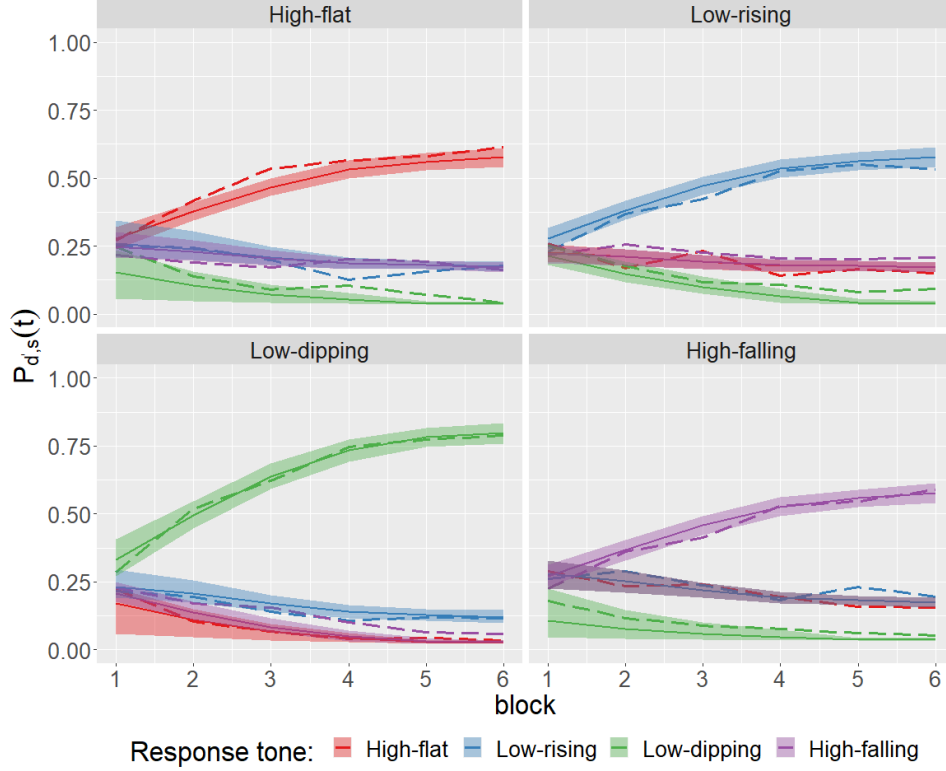 High-flat
Low-rising
1.00
0.75
0.50
0.25
0.00
P_{d',s}(t)
Low-dipping
High-falling
1.00
0.75
0.50
0.25
0.00
1 2 3 4 5 6 1 2 3 4 5 6
block
Response tone: High-flat Low-rising Low-dipping High-falling